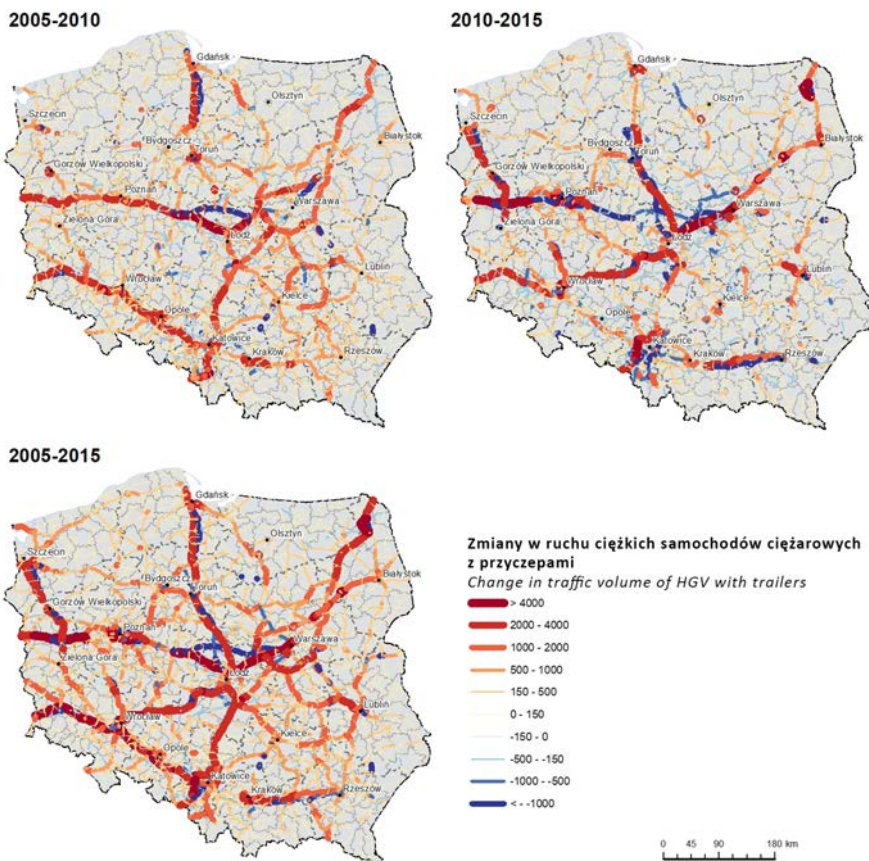 2005-2010
Gdańsk
Olsztyn
Szczecin
Białystok
Bydgoszcz
Toruń
Gorzów Wielkopolski
Poznań
Warszawa
Zielona Góra
Łódź
Wrocław
Lublin
Opole
Kielce
Katowice
Kraków
Rzeszów
2010-2015
Gdańsk
Olsztyn
Szczecin
Białystok
Bydgoszcz
Toruń
Gorzów Wielkopolski
Poznań
Warszawa
Zielona Góra
Łódź
Wrocław
Lublin
Opole
Kielce
Katowice
Kraków
Rzeszów
2005-2015
Gdańsk
Olsztyn
Szczecin
Białystok
Bydgoszcz
Toruń
Gorzów Wielkopolski
Poznań
Warszawa
Zielona Góra
Łódź
Wrocław
Lublin
Opole
Kielce
Katowice
Kraków
Rzeszów
Zmiany w ruchu ciężkich samochodów ciężarowych
z przyczepami
Change in traffic volume of HGV with trailers
> 4000
2000 - 4000
1000 - 2000
500 - 1000
150 - 500
0 - 150
-150 - 0
-500 - -150
-1000 - -500
< - -1000
0 45 90 180 km